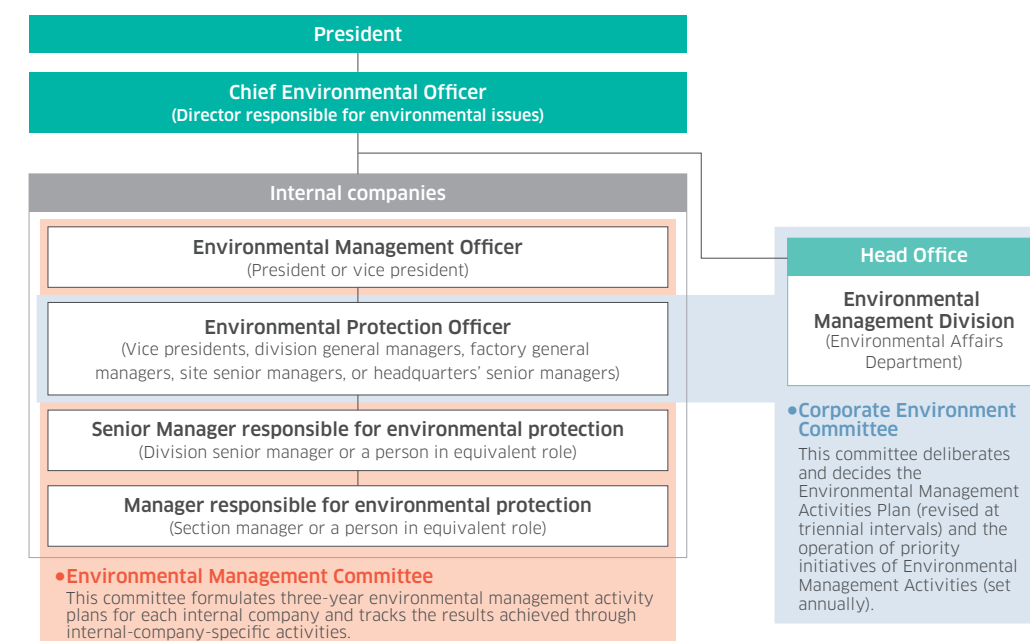 President
Chief Environmental Officer
(Director responsible for environmental issues)
Internal companies
Environmental Management Officer
(President or vice president)
Environmental Protection Officer
(Vice presidents, division general managers, factory general
managers, site senior managers, or headquarters’ senior managers)
Senior Manager responsible for environmental protection
(Division senior manager or a person in equivalent role)
Manager responsible for environmental protection
(Section manager or a person in equivalent role)
•Environmental Management Committee
This committee formulates three-year environmental management activity
plans for each internal company and tracks the results achieved through
internal-company-specific activities.
Head Office
Environmental
Management Division
(Environmental Affairs
Department)
•Corporate Environment
Committee
This committee deliberates
and decides the
Environmental Management
Activities Plan (revised at
triennial intervals) and the
operation of priority
initiatives of Environmental
Management Activities (set
annually).